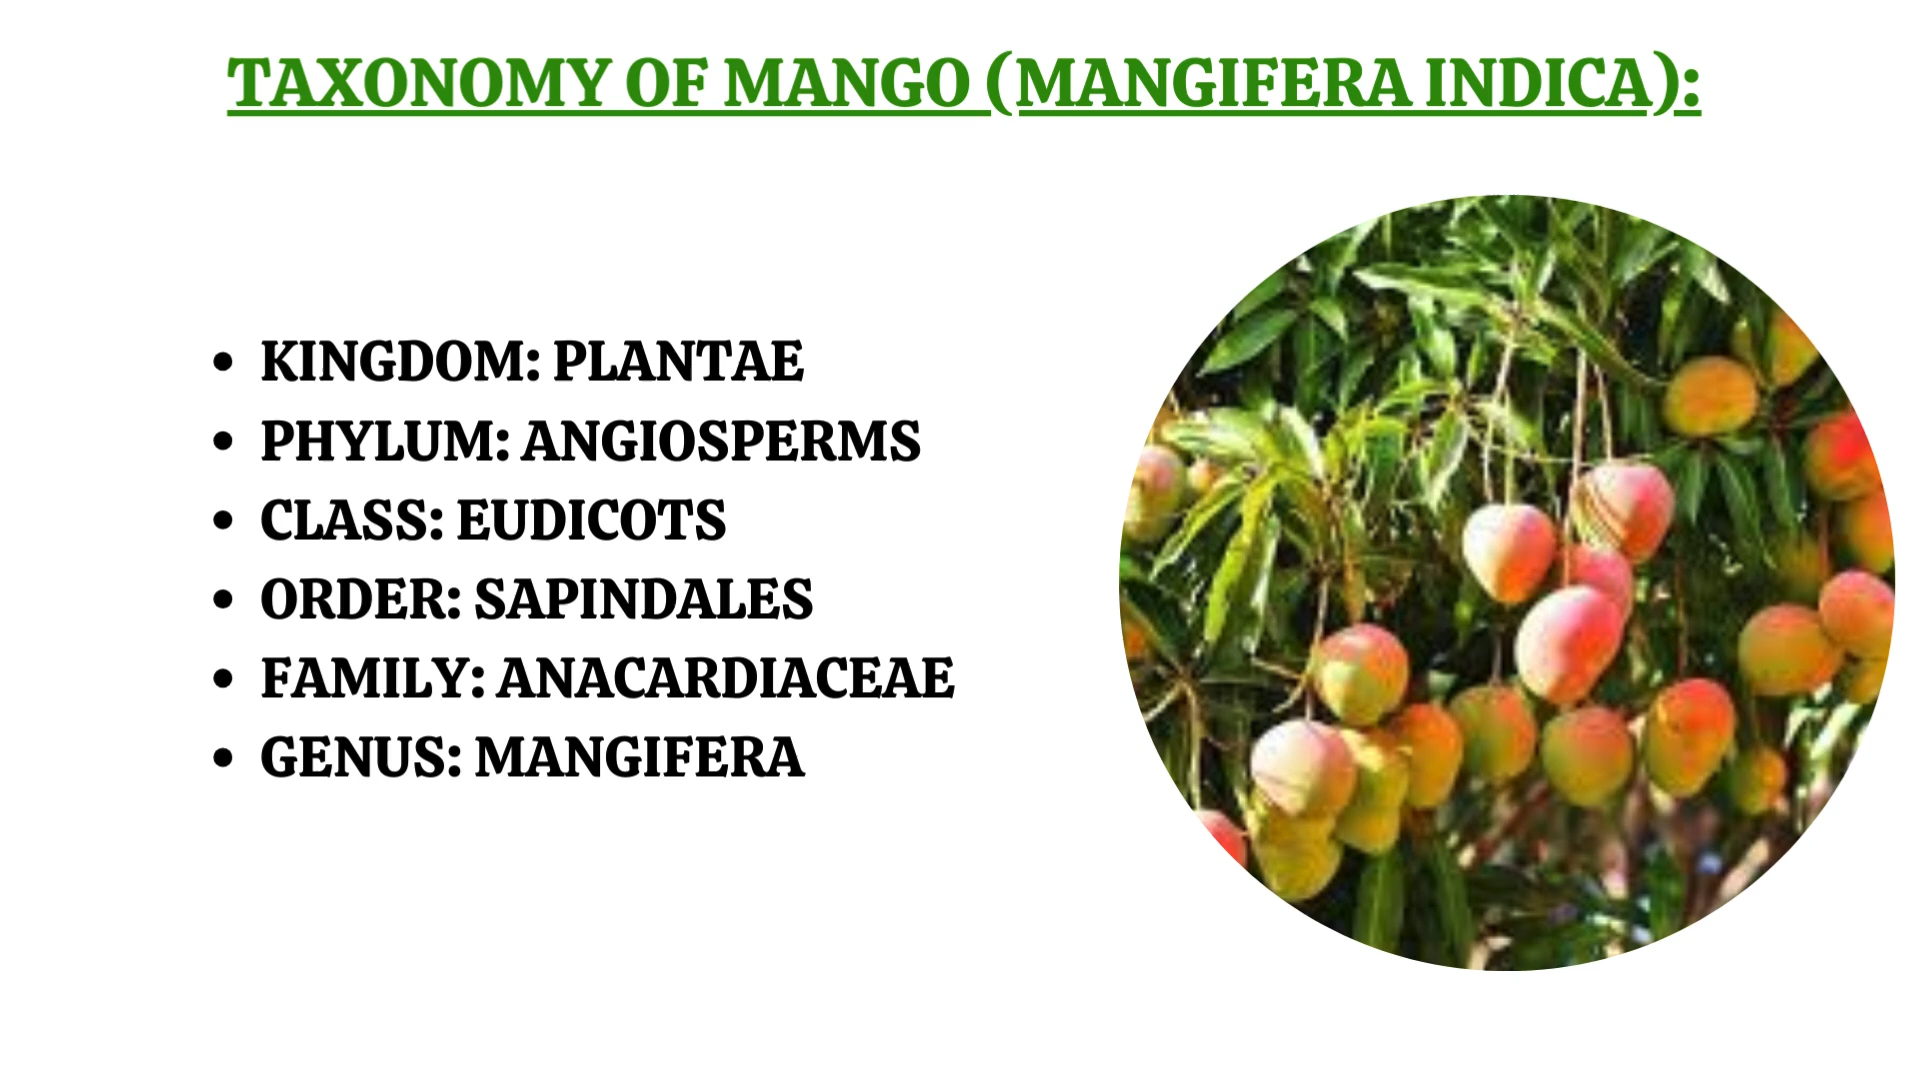 TAXONOMY OF MANGO (MANGIFERA INDICA):
• KINGDOM: PLANTAE
• PHYLUM: ANGIOSPERMS
• CLASS: EUDICOTS
• ORDER: SAPINDALES
• FAMILY: ANACARDIACEAE
• GENUS: MANGIFERA